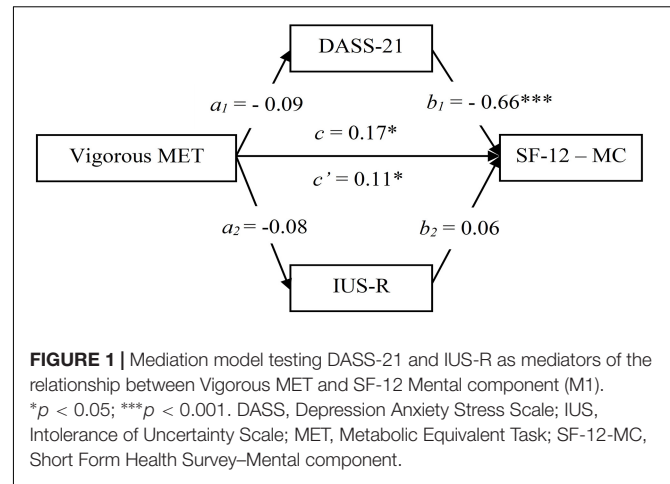 DASS-21
a₁ = - 0.09
b₁ = - 0.66***
c = 0.17*
Vigorous MET
SF-12 – MC
c’ = 0.11*
a₂ = -0.08
b₂ = 0.06
IUS-R
FIGURE 1 | Mediation model testing DASS-21 and IUS-R as mediators of the
relationship between Vigorous MET and SF-12 Mental component (M1).
*p < 0.05; ***p < 0.001. DASS, Depression Anxiety Stress Scale; IUS,
Intolerance of Uncertainty Scale; MET, Metabolic Equivalent Task; SF-12-MC,
Short Form Health Survey–Mental component.